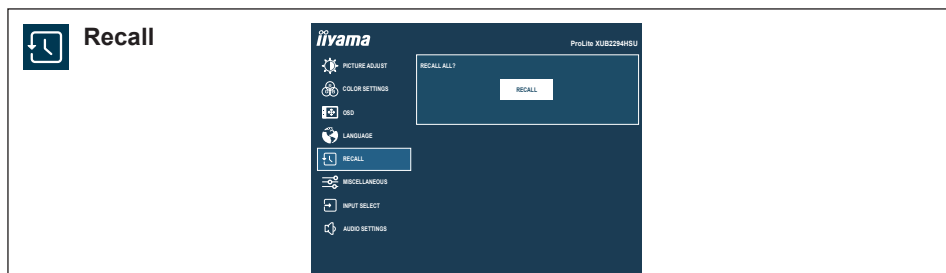 Recall
iiyama
ProLite XUB2294HSU
PICTURE ADJUST
RECALL ALL?
COLOR SETTINGS
RECALL
OSD
LANGUAGE
RECALL
MISCELLANEOUS
INPUT SELECT
AUDIO SETTINGS